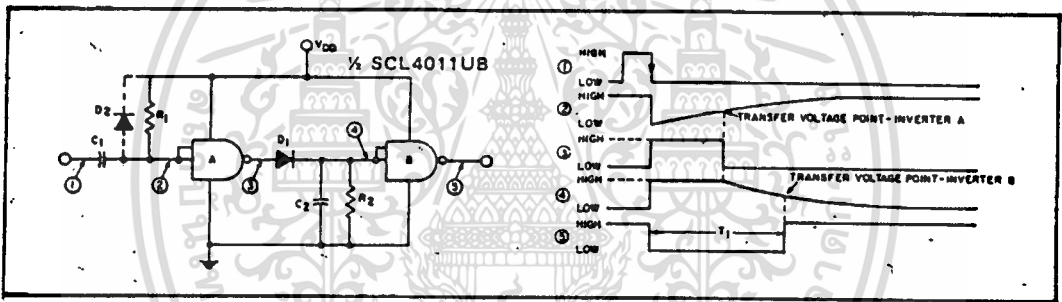 VDD
½ SCL4011UB
D2
R1
C1
A
D1
C2
R2
B
①
②
③
④
⑤
① HIGH
LOW
② HIGH
LOW
TRANSFER VOLTAGE POINT-INVERTER A
③ HIGH
LOW
TRANSFER VOLTAGE POINT-INVERTER B
④ HIGH
LOW
⑤ HIGH
LOW
T1